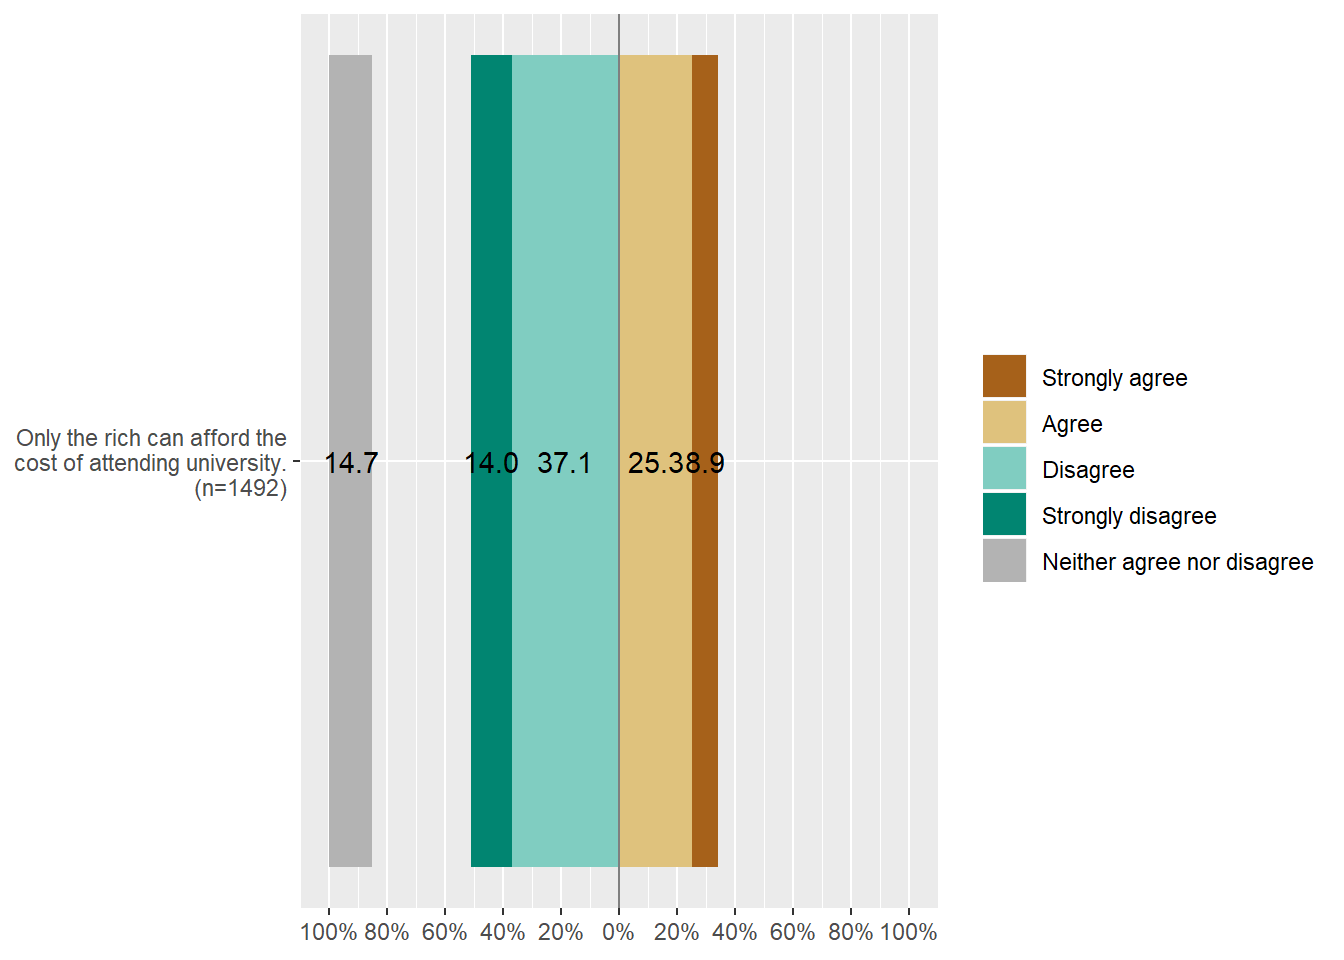 Only the rich can afford the
cost of attending university.
(n=1492)
14.7 14.0 37.1 25.3 8.9
100% 80% 60% 40% 20% 0% 20% 40% 60% 80% 100%
Strongly agree
Agree
Disagree
Strongly disagree
Neither agree nor disagree